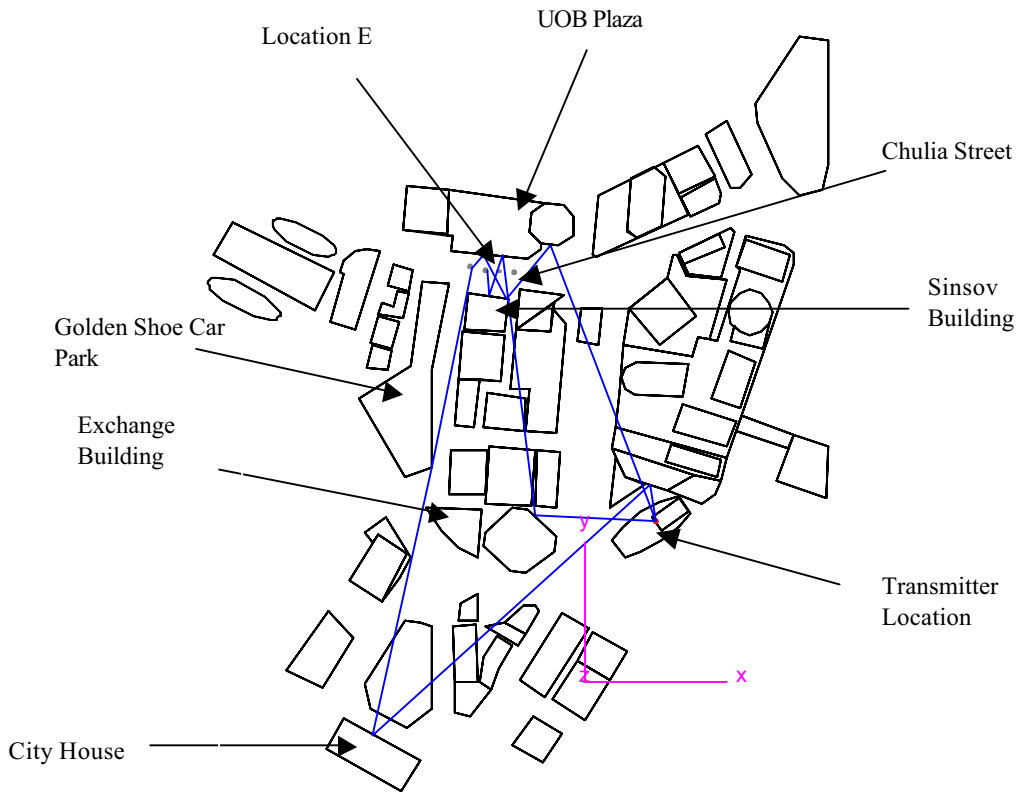 UOB Plaza
Location E
Chulia Street
Sinsov
Building
Golden Shoe Car
Park
Exchange
Building
y
Transmitter
Location
z
x
City House